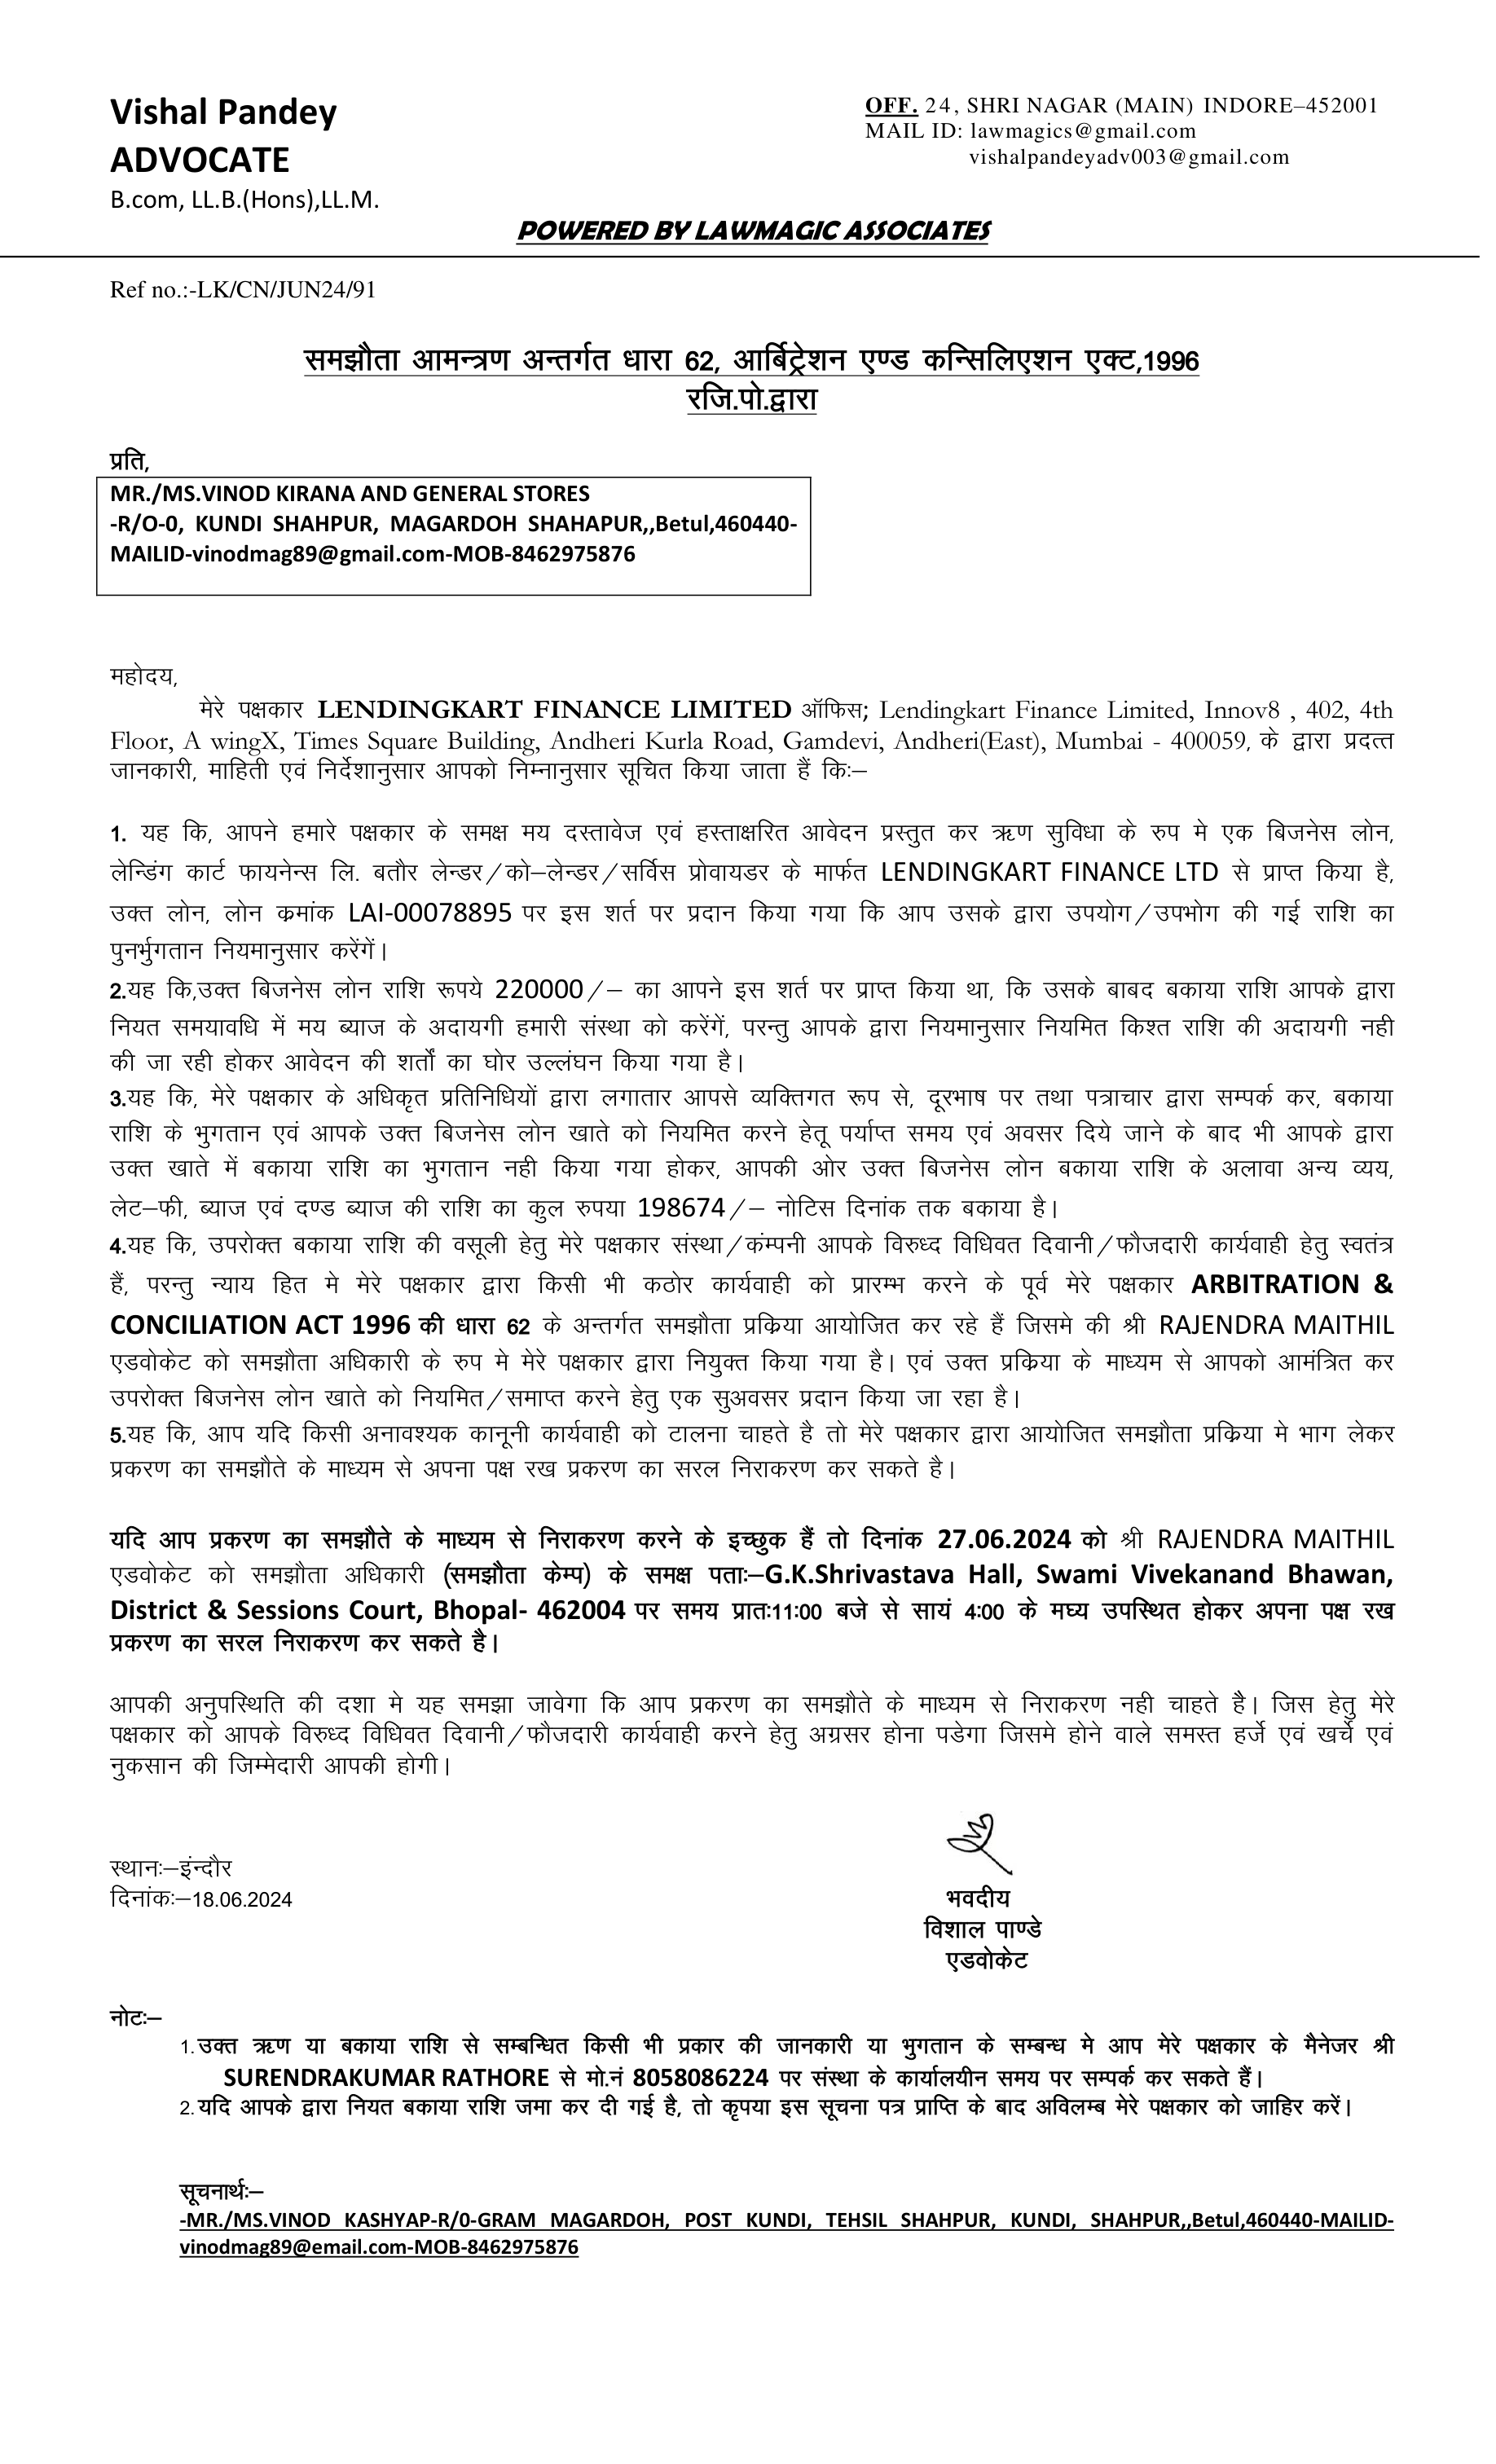 Vishal Pandey
ADVOCATE
B.com, LL.B.(Hons),LL.M.
OFF. 24, SHRI NAGAR (MAIN) INDORE–452001
MAIL ID: lawmagics@gmail.com
vishalpandeyadv003@gmail.com
POWERED BY LAWMAGIC ASSOCIATES
Ref no.:-LK/CN/JUN24/91
समझौता आमन्त्रण अन्तर्गत धारा 62, आर्बिट्रेशन एण्ड कन्सिलिएशन एक्ट,1996
रजि.पो.द्वारा
प्रति,
MR./MS.VINOD KIRANA AND GENERAL STORES
-R/O-0, KUNDI SHAHPUR, MAGARDOH SHAHAPUR,,Betul,460440-
MAILID-vinodmag89@gmail.com-MOB-8462975876
महोदय,
मेरे पक्षकार LENDINGKART FINANCE LIMITED ऑफिस; Lendingkart Finance Limited, Innov8 , 402, 4th
Floor, A wingX, Times Square Building, Andheri Kurla Road, Gamdevi, Andheri(East), Mumbai - 400059, के द्वारा प्रदत्त
जानकारी, माहिती एवं निर्देशानुसार आपको निम्नानुसार सूचित किया जाता हैं कि:–
1. यह कि, आपने हमारे पक्षकार के समक्ष मय दस्तावेज एवं हस्ताक्षरित आवेदन प्रस्तुत कर ऋण सुविधा के रुप मे एक बिजनेस लोन,
लेन्डिंग कार्ट फायनेन्स लि. बतौर लेन्डर/को–लेन्डर/सर्विस प्रोवायडर के मार्फत LENDINGKART FINANCE LTD से प्राप्त किया है,
उक्त लोन, लोन क्रमांक LAI-00078895 पर इस शर्त पर प्रदान किया गया कि आप उसके द्वारा उपयोग/उपभोग की गई राशि का
पुनर्भुगतान नियमानुसार करेंगें।
2.यह कि,उक्त बिजनेस लोन राशि रूपये 220000/– का आपने इस शर्त पर प्राप्त किया था, कि उसके बाबद बकाया राशि आपके द्वारा
नियत समयावधि में मय ब्याज के अदायगी हमारी संस्था को करेंगें, परन्तु आपके द्वारा नियमानुसार नियमित किश्त राशि की अदायगी नही
की जा रही होकर आवेदन की शर्तों का घोर उल्लंघन किया गया है।
3.यह कि, मेरे पक्षकार के अधिकृत प्रतिनिधियों द्वारा लगातार आपसे व्यक्तिगत रूप से, दूरभाष पर तथा पत्राचार द्वारा सम्पर्क कर, बकाया
राशि के भुगतान एवं आपके उक्त बिजनेस लोन खाते को नियमित करने हेतू पर्याप्त समय एवं अवसर दिये जाने के बाद भी आपके द्वारा
उक्त खाते में बकाया राशि का भुगतान नही किया गया होकर, आपकी ओर उक्त बिजनेस लोन बकाया राशि के अलावा अन्य व्यय,
लेट–फी, ब्याज एवं दण्ड ब्याज की राशि का कुल रुपया 198674/– नोटिस दिनांक तक बकाया है।
4.यह कि, उपरोक्त बकाया राशि की वसूली हेतु मेरे पक्षकार संस्था/कंम्पनी आपके विरुध्द विधिवत दिवानी/फौजदारी कार्यवाही हेतु स्वतंत्र
हैं, परन्तु न्याय हित मे मेरे पक्षकार द्वारा किसी भी कठोर कार्यवाही को प्रारम्भ करने के पूर्व मेरे पक्षकार ARBITRATION &
CONCILIATION ACT 1996 की धारा 62 के अन्तर्गत समझौता प्रक्रिया आयोजित कर रहे हैं जिसमे की श्री RAJENDRA MAITHIL
एडवोकेट को समझौता अधिकारी के रुप मे मेरे पक्षकार द्वारा नियुक्त किया गया है। एवं उक्त प्रक्रिया के माध्यम से आपको आमंत्रित कर
उपरोक्त बिजनेस लोन खाते को नियमित/समाप्त करने हेतु एक सुअवसर प्रदान किया जा रहा है।
5.यह कि, आप यदि किसी अनावश्यक कानूनी कार्यवाही को टालना चाहते है तो मेरे पक्षकार द्वारा आयोजित समझौता प्रक्रिया मे भाग लेकर
प्रकरण का समझौते के माध्यम से अपना पक्ष रख प्रकरण का सरल निराकरण कर सकते है।
यदि आप प्रकरण का समझौते के माध्यम से निराकरण करने के इच्छुक हैं तो दिनांक 27.06.2024 को श्री RAJENDRA MAITHIL
एडवोकेट को समझौता अधिकारी (समझौता केम्प) के समक्ष पता:–G.K.Shrivastava Hall, Swami Vivekanand Bhawan,
District & Sessions Court, Bhopal- 462004 पर समय प्रात:11:00 बजे से सायं 4:00 के मघ्य उपस्थित होकर अपना पक्ष रख
प्रकरण का सरल निराकरण कर सकते है।
आपकी अनुपस्थिति की दशा मे यह समझा जावेगा कि आप प्रकरण का समझौते के माध्यम से निराकरण नही चाहते है। जिस हेतु मेरे
पक्षकार को आपके विरुध्द विधिवत दिवानी/फौजदारी कार्यवाही करने हेतु अग्रसर होना पडेगा जिसमे होने वाले समस्त हर्जे एवं खर्चे एवं
नुकसान की जिम्मेदारी आपकी होगी।
स्थान:–इंन्दौर
दिनांक:–18.06.2024
भवदीय
विशाल पाण्डे
एडवोकेट
नोट:–
1.उक्त ऋण या बकाया राशि से सम्बन्धित किसी भी प्रकार की जानकारी या भुगतान के सम्बन्ध मे आप मेरे पक्षकार के मैनेजर श्री
SURENDRAKUMAR RATHORE से मो.नं 8058086224 पर संस्था के कार्यालयीन समय पर सम्पर्क कर सकते हैं।
2.यदि आपके द्वारा नियत बकाया राशि जमा कर दी गई है, तो कृपया इस सूचना पत्र प्राप्ति के बाद अविलम्ब मेरे पक्षकार को जाहिर करें।
सूचनार्थ:–
-MR./MS.VINOD KASHYAP-R/0-GRAM MAGARDOH, POST KUNDI, TEHSIL SHAHPUR, KUNDI, SHAHPUR,,Betul,460440-MAILID-
vinodmag89@email.com-MOB-8462975876